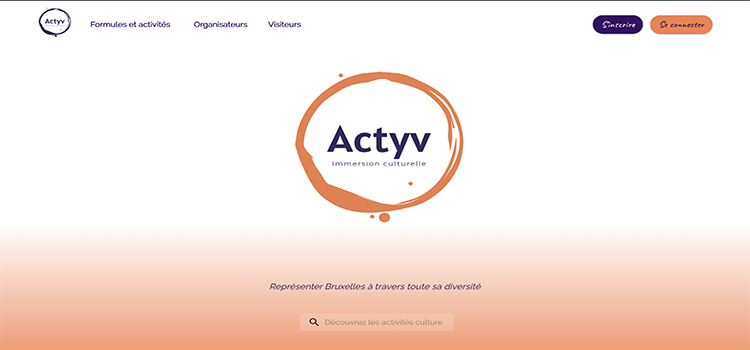 Actyv
Formules et activités
Organisateurs
Visiteurs
S'inscrire
Se connecter
Actyv
Immersion culturelle
Représenter Bruxelles à travers toute sa diversité
Découvrez les activités culture